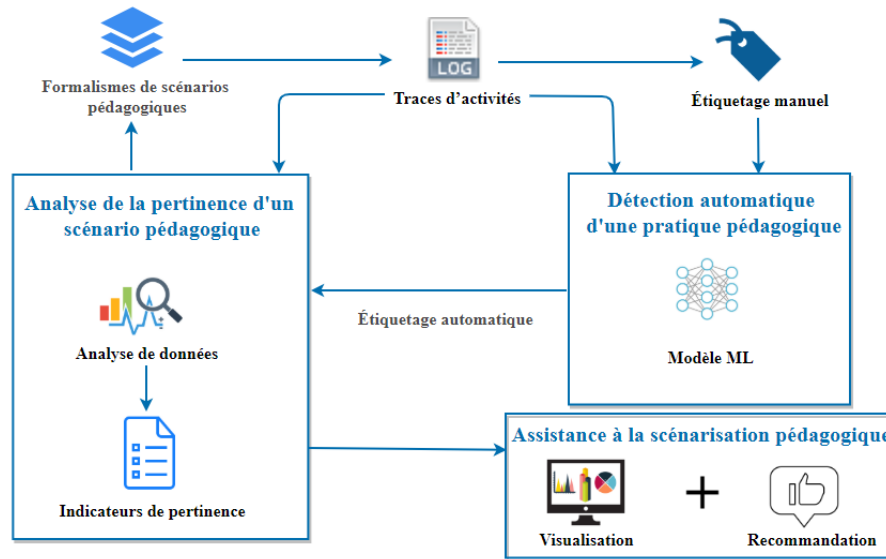 LOG
Formalismes de scénarios
pédagogiques
Traces d'activités
Étiquetage manuel
Analyse de la pertinence d'un
scénario pédagogique
Détection automatique
d'une pratique pédagogique
Étiquetage automatique
Analyse de données
Modèle ML
Assistance à la scénarisation pédagogique
Indicateurs de pertinence
Visualisation
+
Recommandation